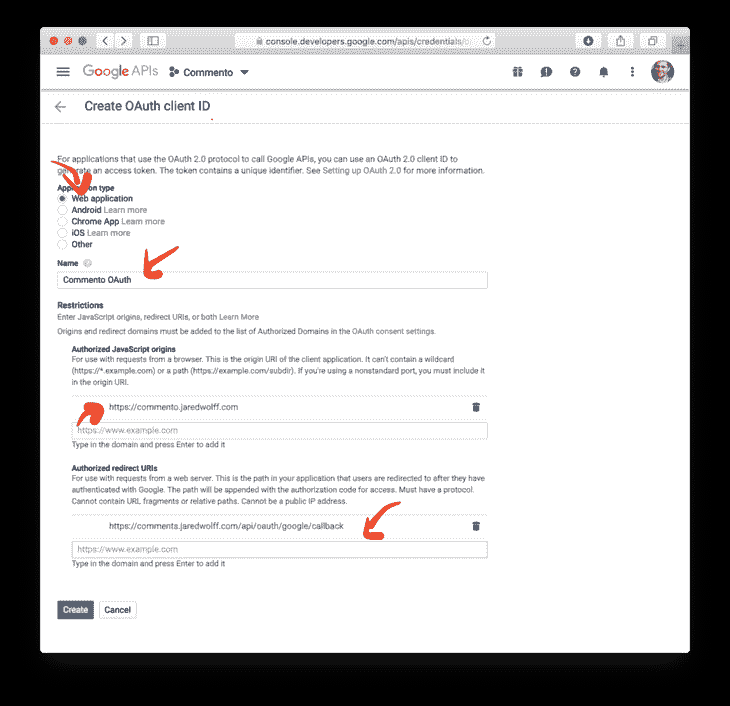 console.developers.google.com/apis/credentials/
Google APIs Commento
Create OAuth client ID
For applications that use the OAuth 2.0 protocol to call Google APIs, you can use an OAuth 2.0 client ID to
generate an access token. The token contains a unique identifier. See Setting up OAuth 2.0 for more information.
Application type
Web application
Android Learn more
Chrome App Learn more
iOS Learn more
Other
Name
Commento OAuth
Restrictions
Enter JavaScript origins, redirect URIs, or both Learn More
Origins and redirect domains must be added to the list of Authorized Domains in the OAuth consent settings.
Authorized JavaScript origins
For use with requests from a browser. This is the origin URI of the client application. It can't contain a wildcard
(https://*.example.com) or a path (https://example.com/subdir). If you're using a nonstandard port, you must include it
in the origin URI.
https://commento.jaredwolff.com
https://www.example.com
Type in the domain and press Enter to add it
Authorized redirect URIs
For use with requests from a web server. This is the path in your application that users are redirected to after they have
authenticated with Google. The path will be appended with the authorization code for access. Must have a protocol.
Cannot contain URL fragments or relative paths. Cannot be a public IP address.
https://comments.jaredwolff.com/api/oauth/google/callback
https://www.example.com
Type in the domain and press Enter to add it
Create Cancel